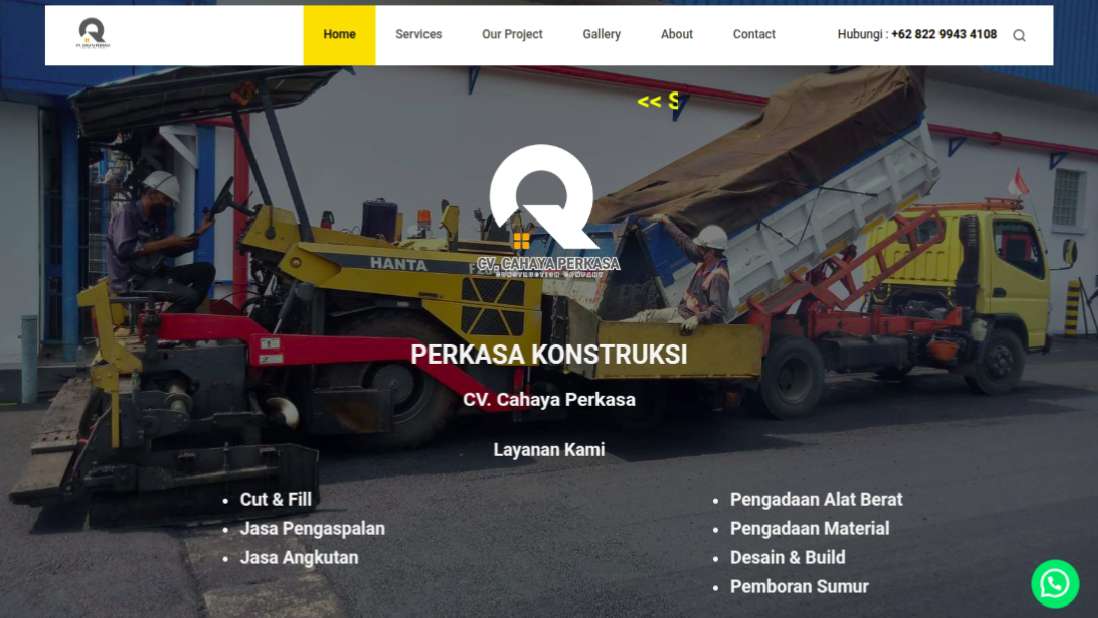 Home Services Our Project Gallery About Contact Hubungi : +62 822 9943 4108
<< S
HANTA
CV. CAHAYA PERKASA
CONSTRUCTION COMPANY
PERKASA KONSTRUKSI
CV. Cahaya Perkasa
Layanan Kami
• Cut & Fill
• Jasa Pengaspalan
• Jasa Angkutan
• Pengadaan Alat Berat
• Pengadaan Material
• Desain & Build
• Pemboran Sumur